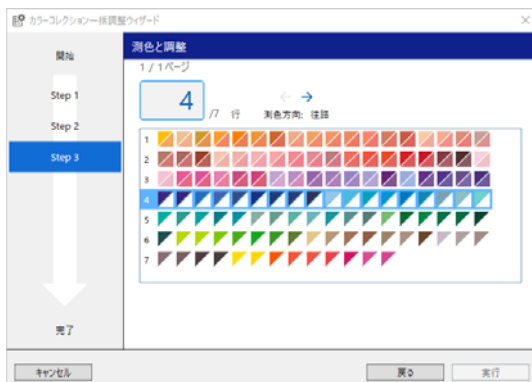 カラーコレクション一括調整ウィザード
開始
Step 1
Step 2
Step 3
完了
測色と調整
1 / 1ページ
4 /7 行
測色方向: 往路
1
2
3
4
5
6
7
キャンセル
戻る
実行